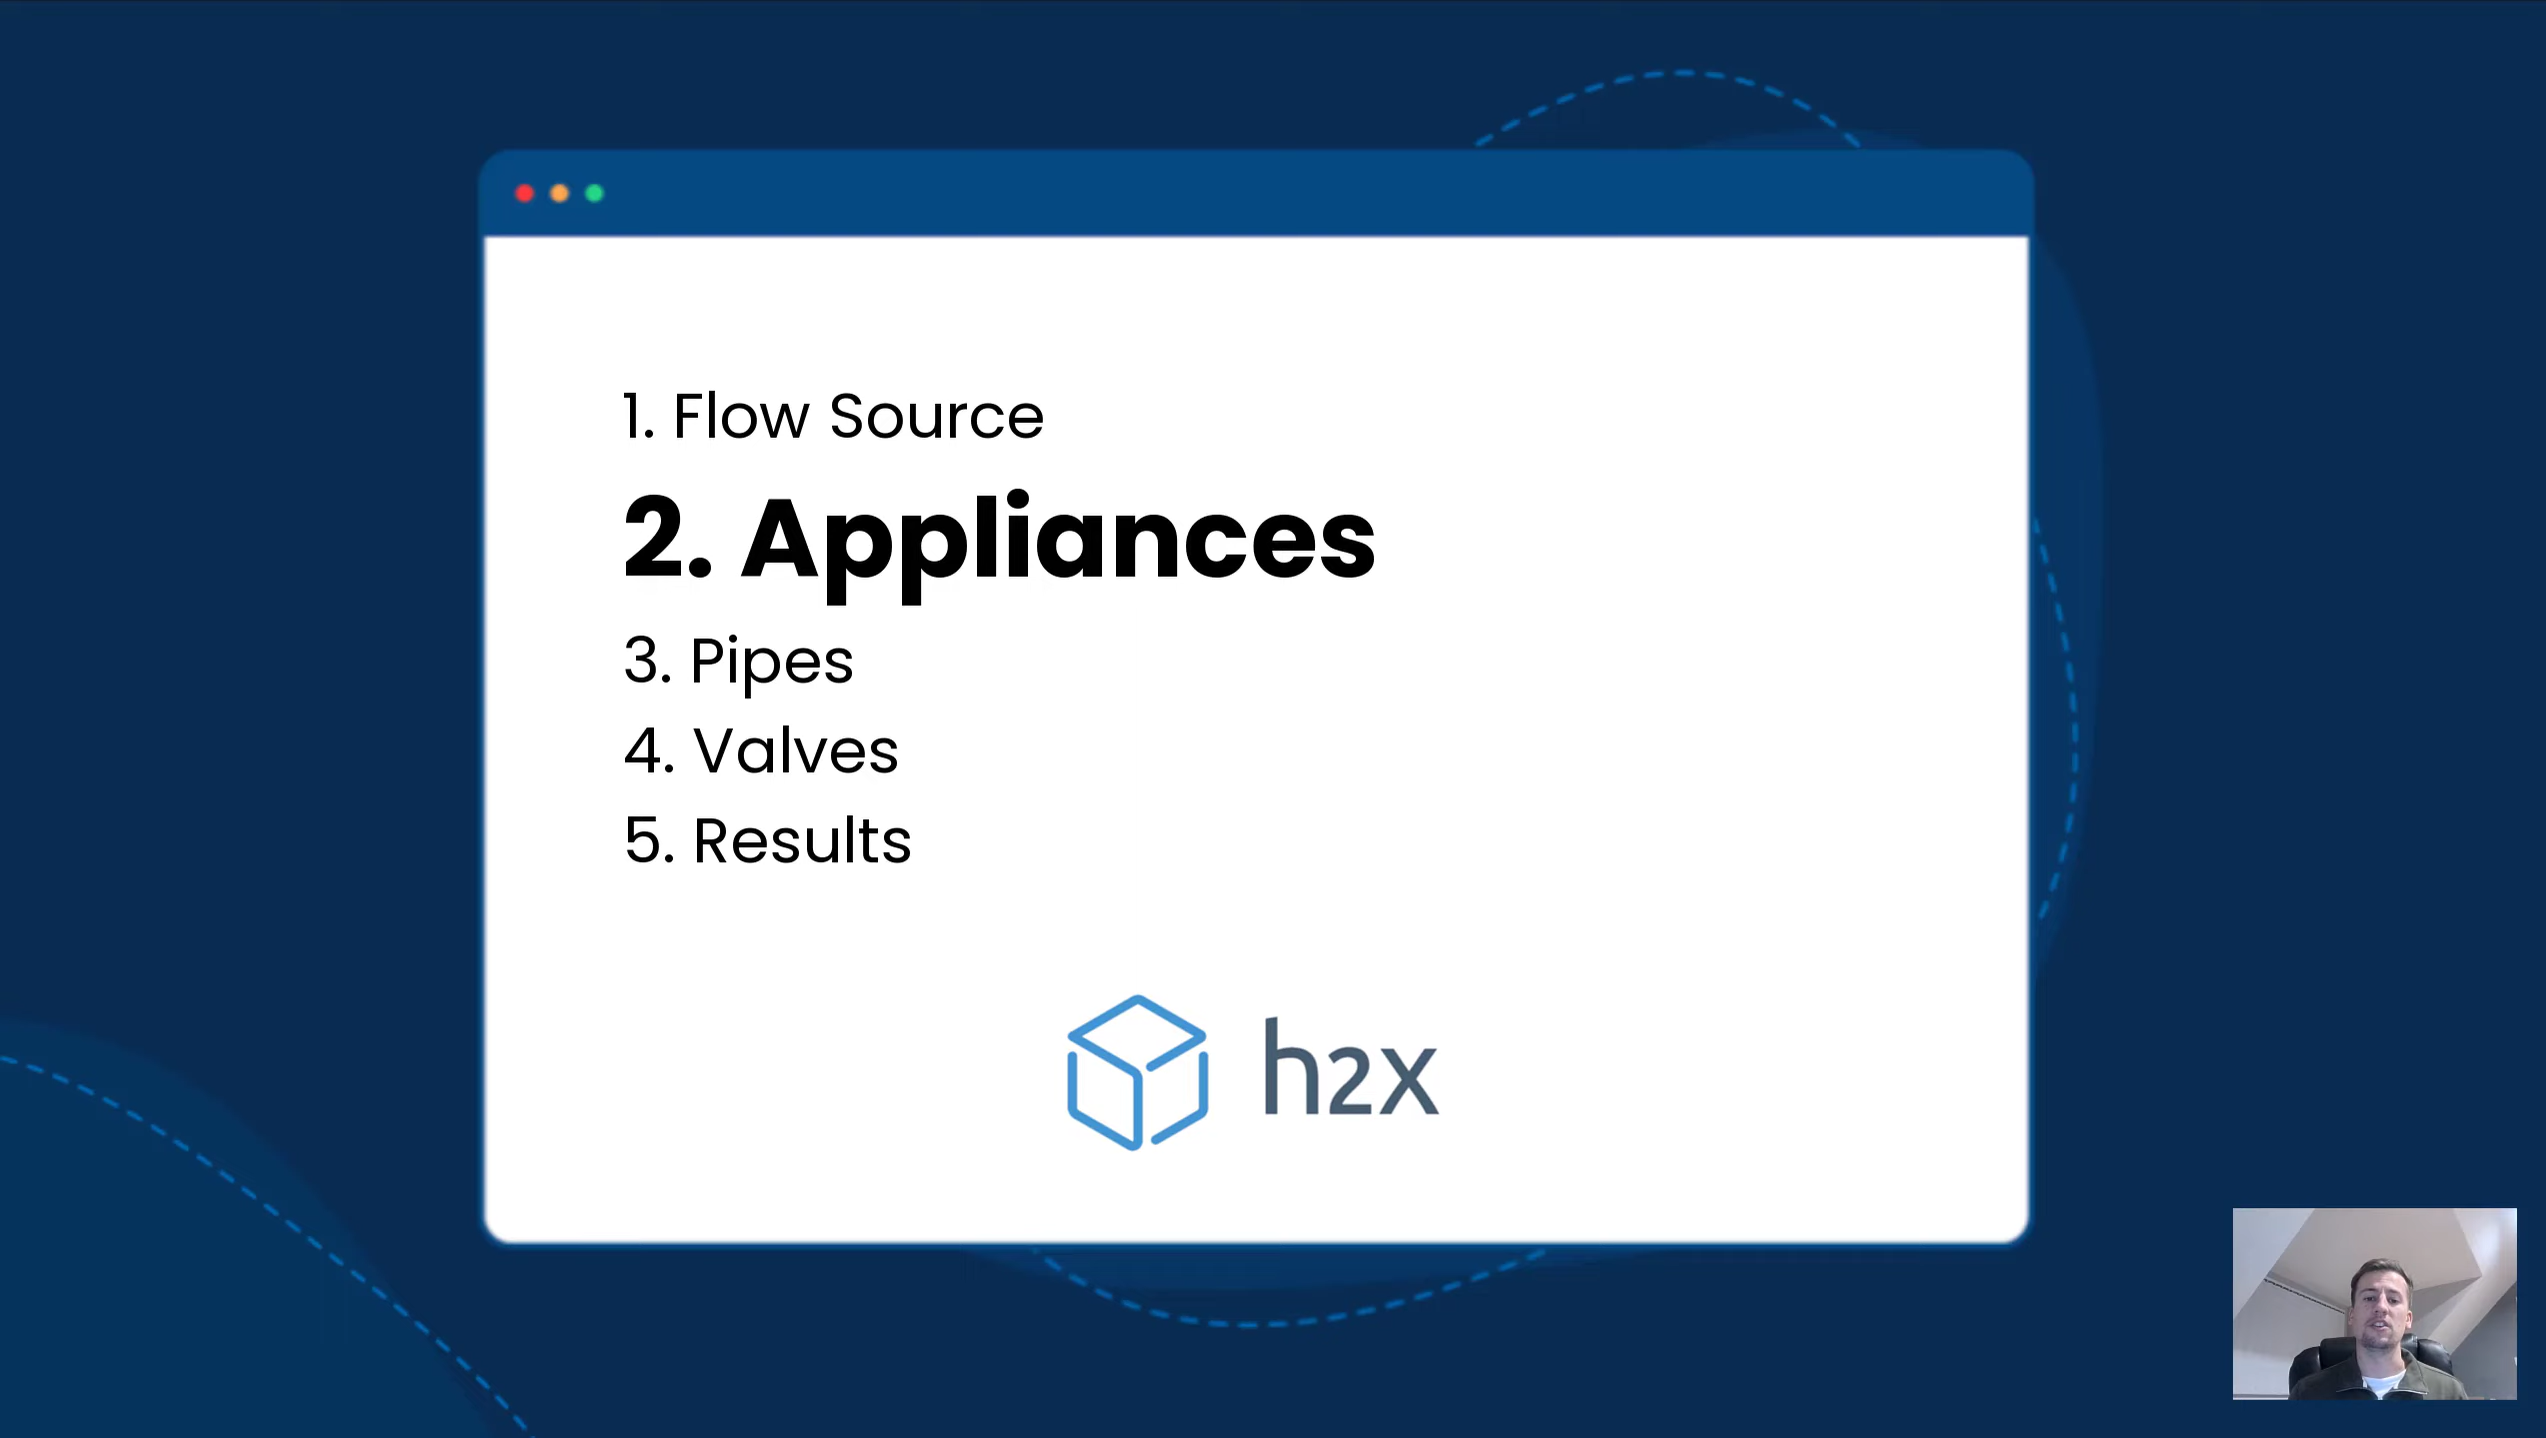 1. Flow Source
2. Appliances
3. Pipes
4. Valves
5. Results
h2x